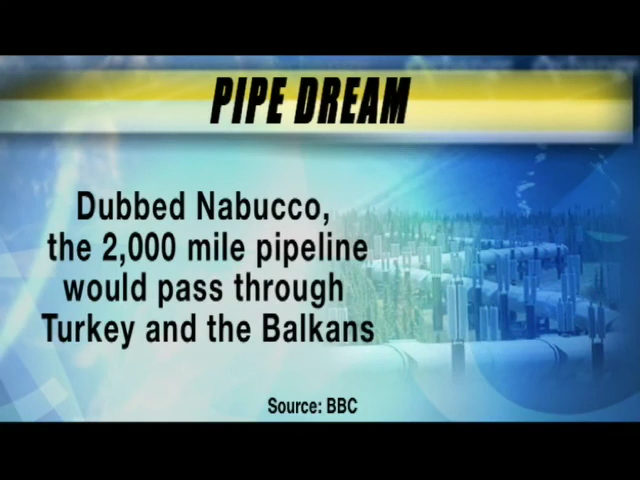 PIPE DREAM
Dubbed Nabucco,
the 2,000 mile pipeline
would pass through
Turkey and the Balkans
Source: BBC